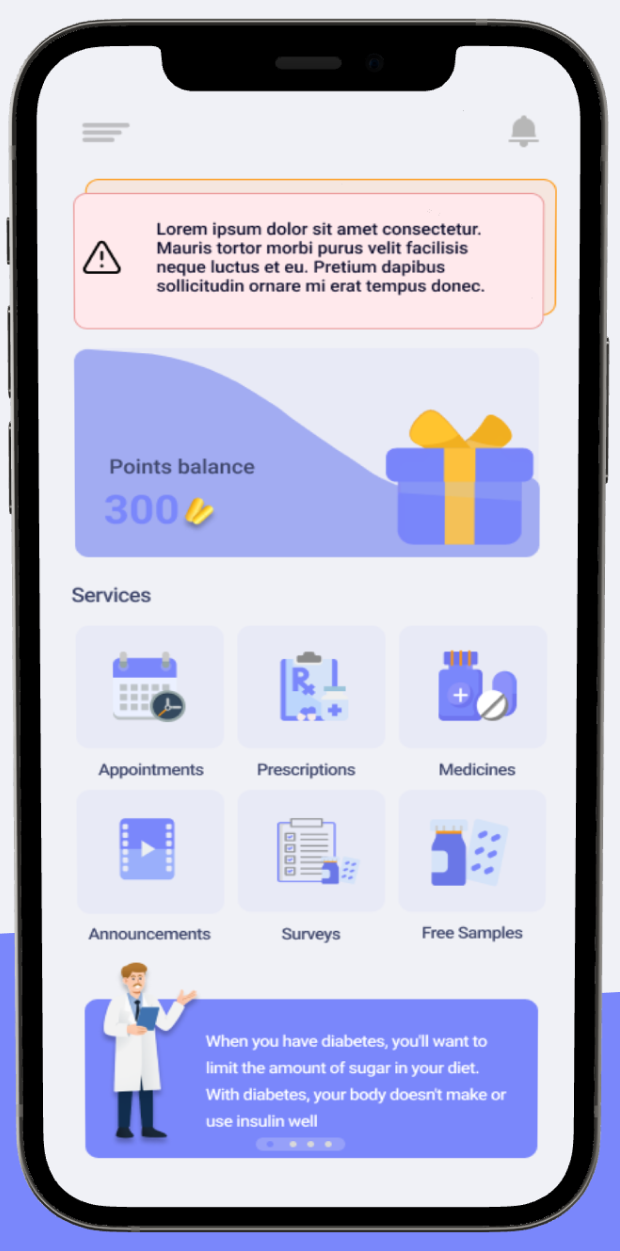 Lorem ipsum dolor sit amet consectetur.
Mauris tortor morbi purus velit facilisis
neque luctus et eu. Pretium dapibus
sollicitudin ornare mi erat tempus donec.
Points balance
300
Services
Rx
Appointments
Prescriptions
Medicines
Announcements
Surveys
Free Samples
When you have diabetes, you'll want to
limit the amount of sugar in your diet.
With diabetes, your body doesn't make or
use insulin well